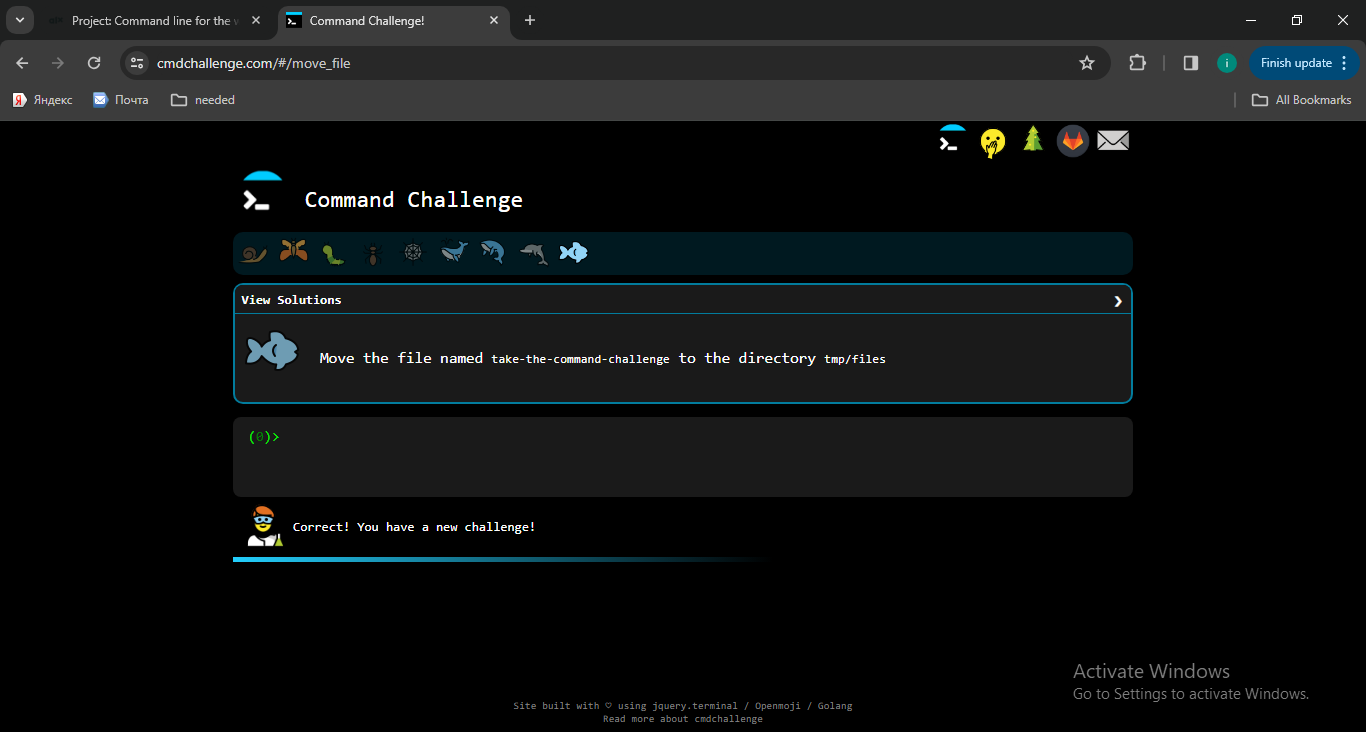 Project: Command line for the w
Command Challenge!
cmdchallenge.com/#/move_file
i
Finish update
Я
Яндекс
Почта
needed
All Bookmarks
Command Challenge
View Solutions
Move the file named take-the-command-challenge to the directory tmp/files
(0)>
Correct! You have a new challenge!
Activate Windows
Go to Settings to activate Windows.
Site built with ♡ using jquery.terminal / Openmoji / Golang
Read more about cmdchallenge